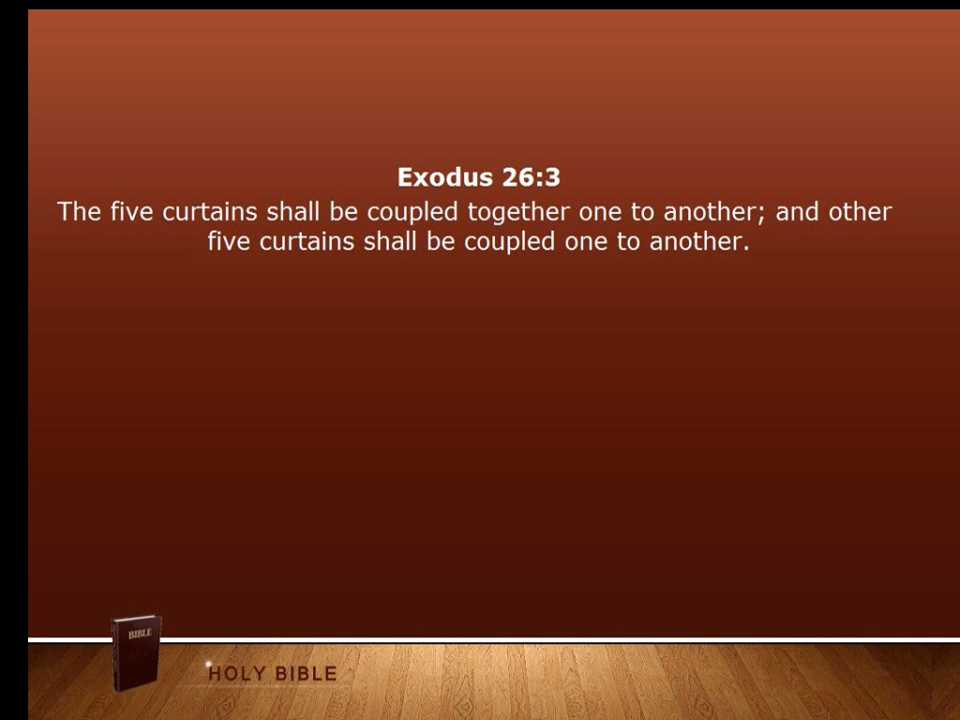 Exodus 26:3
The five curtains shall be coupled together one to another; and other
five curtains shall be coupled one to another.
BIBLE
HOLY BIBLE